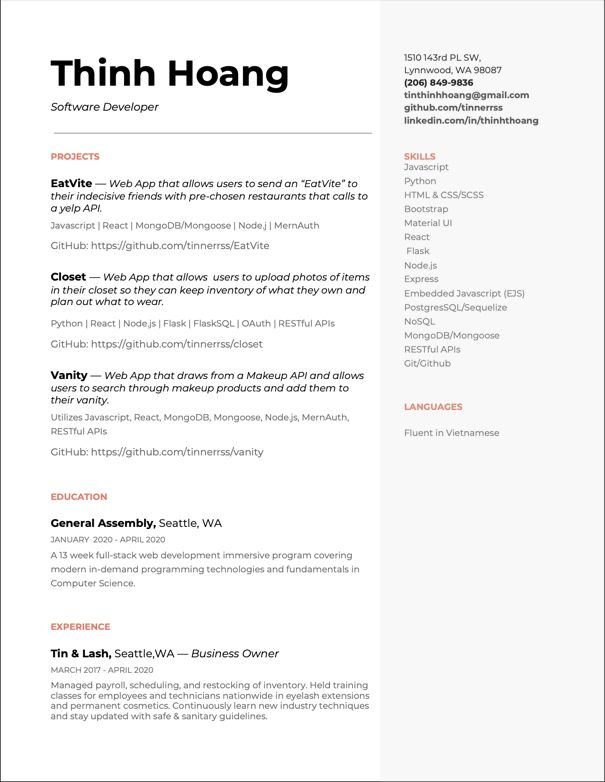 Thinh Hoang
Software Developer
PROJECTS
EatVite — Web App that allows users to send an “EatVite” to
their indecisive friends with pre-chosen restaurants that calls to
a yelp API.
Javascript | React | MongoDB/Mongoose | Node.j | MernAuth
GitHub: https://github.com/tinnerrss/EatVite
Closet — Web App that allows  users to upload photos of items
in their closet so they can keep inventory of what they own and
plan out what to wear.
Python | React | Node.js | Flask | FlaskSQL | OAuth | RESTful APIs
GitHub: https://github.com/tinnerrss/closet
Vanity — Web App that draws from a Makeup API and allows
users to search through makeup products and add them to
their vanity.
Utilizes Javascript, React, MongoDB, Mongoose, Node.js, MernAuth,
RESTful APIs
GitHub: https://github.com/tinnerrss/vanity
EDUCATION
General Assembly, Seattle, WA
JANUARY  2020 - APRIL 2020
A 13 week full-stack web development immersive program covering
modern in-demand programming technologies and fundamentals in
Computer Science.
EXPERIENCE
Tin & Lash, Seattle,WA — Business Owner
MARCH 2017 - APRIL 2020
Managed payroll, scheduling, and restocking of inventory. Held training
classes for employees and technicians nationwide in eyelash extensions
and permanent cosmetics. Continuously learn new industry techniques
and stay updated with safe & sanitary guidelines.
1510 143rd PL SW,
Lynnwood, WA 98087
(206) 849-9836
tinthinhhoang@gmail.com
github.com/tinnerrss
linkedin.com/in/thinhthoang
SKILLS
Javascript
Python
HTML & CSS/SCSS
Bootstrap
Material UI
React
Flask
Node.js
Express
Embedded Javascript (EJS)
PostgresSQL/Sequelize
NoSQL
MongoDB/Mongoose
RESTful APIs
Git/Github
LANGUAGES
Fluent in Vietnamese